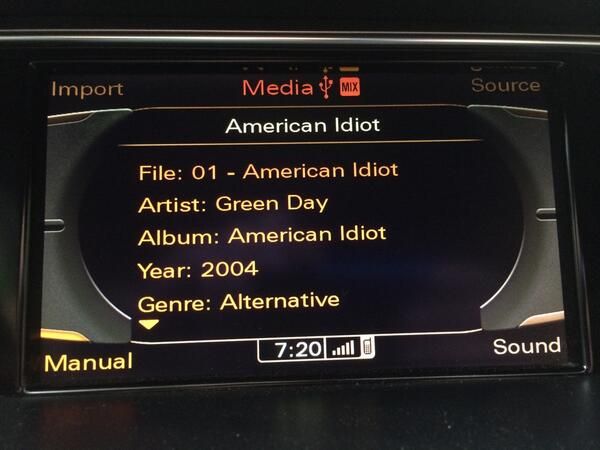 Import Media MIX Source
American Idiot
File: 01 - American Idiot
Artist: Green Day
Album: American Idiot
Year: 2004
Genre: Alternative
Manual 7:20 Sound